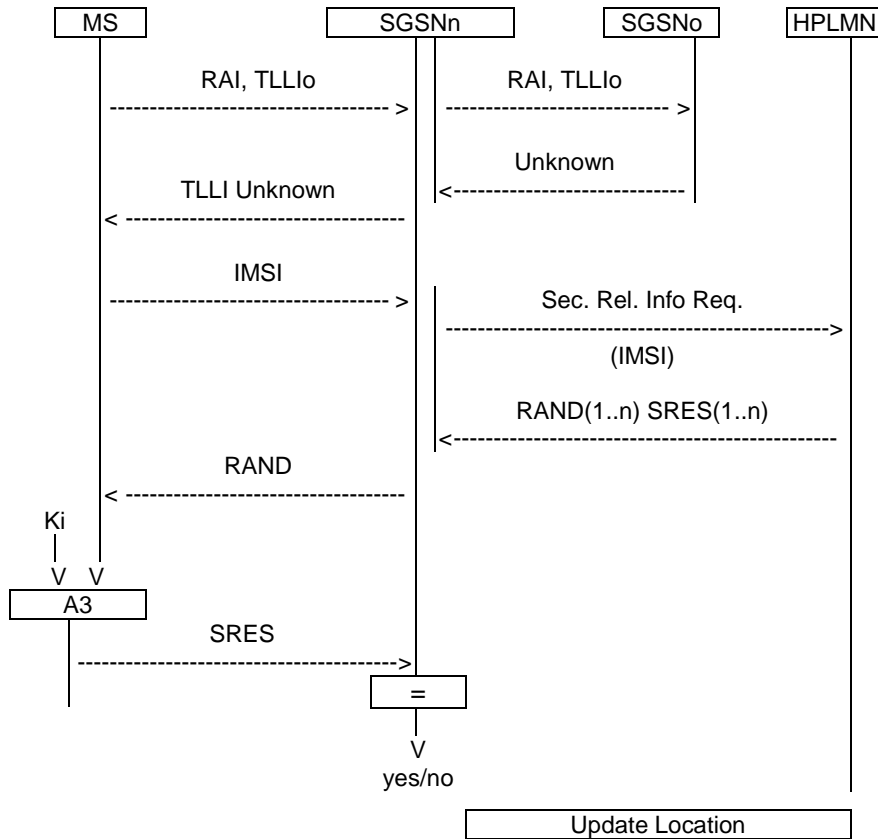 MS SGSNn SGSNo HPLMN
RAI, TLLIo RAI, TLLIo
Unknown
TLLI Unknown
IMSI
Sec. Rel. Info Req.
(IMSI)
RAND(1..n) SRES(1..n)
RAND
Ki
V V
A3
SRES
=
V
yes/no
Update Location